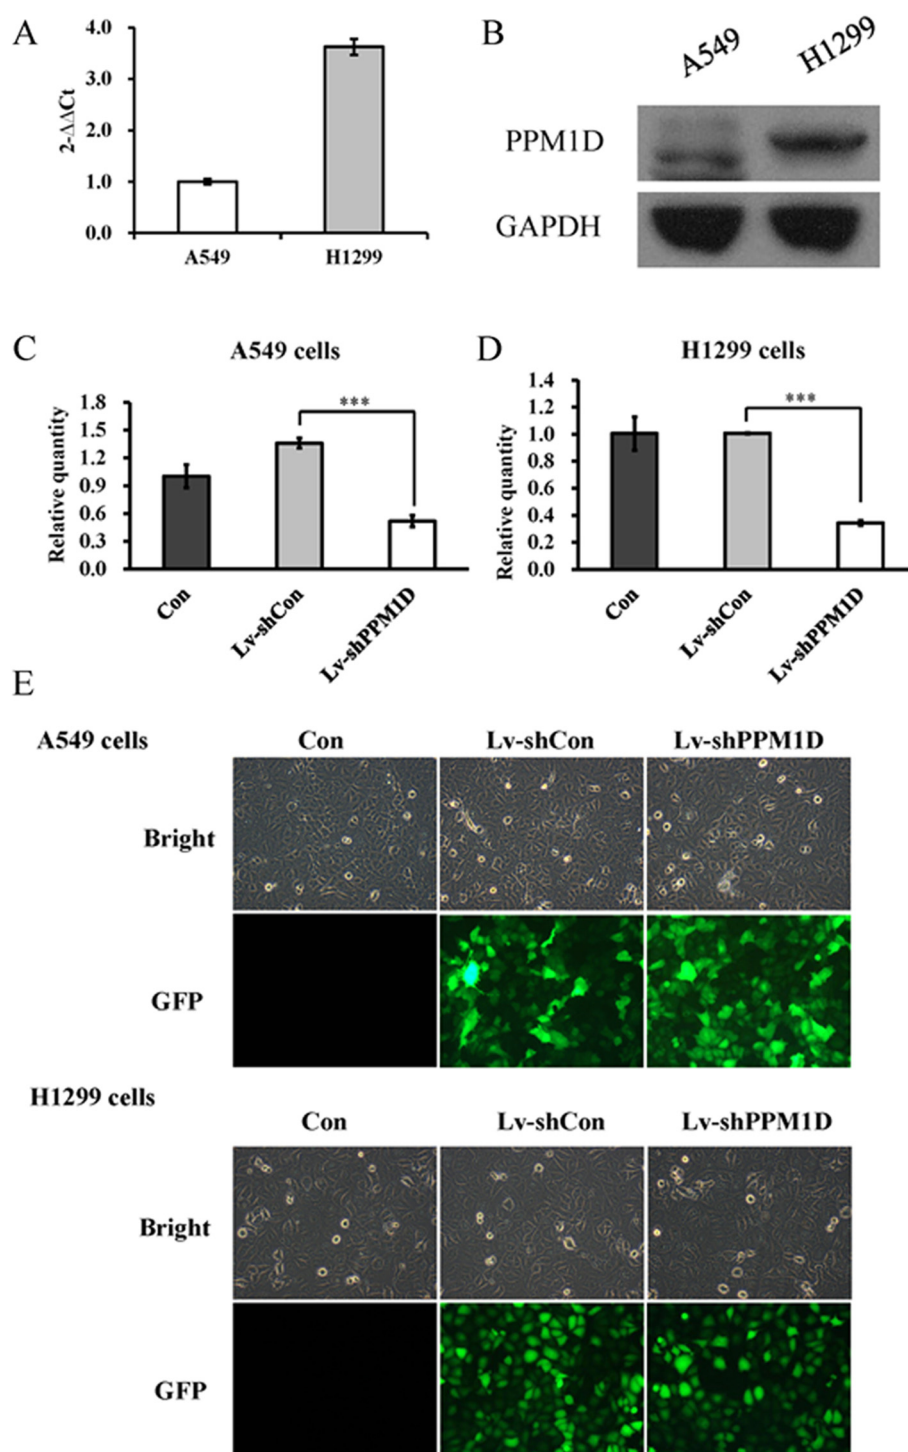 A
4.0
3.0
2.0
1.0
0.0
2-ΔΔCt
A549
H1299
B
A549
H1299
PPM1D
GAPDH
C
A549 cells
1.8
1.5
1.2
0.9
0.6
0.3
0.0
Relative quantity
***
Con
Lv-shCon
Lv-shPPM1D
D
H1299 cells
1.4
1.2
1.0
0.8
0.6
0.4
0.2
0.0
Relative quantity
***
Con
Lv-shCon
Lv-shPPM1D
E
A549 cells
Con
Lv-shCon
Lv-shPPM1D
Bright
GFP
H1299 cells
Con
Lv-shCon
Lv-shPPM1D
Bright
GFP